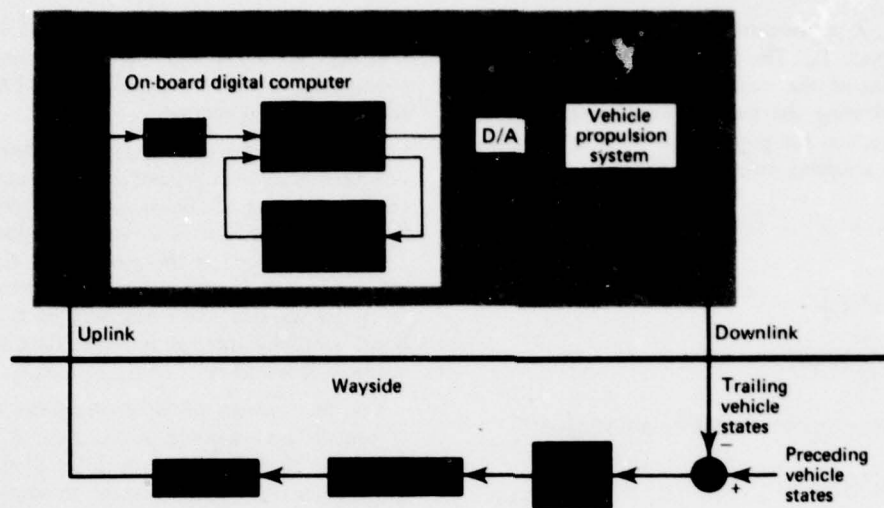 On-board digital computer
D/A
Vehicle
propulsion
system
Uplink
Downlink
Wayside
Trailing
vehicle
states
−
Preceding
vehicle
states
+